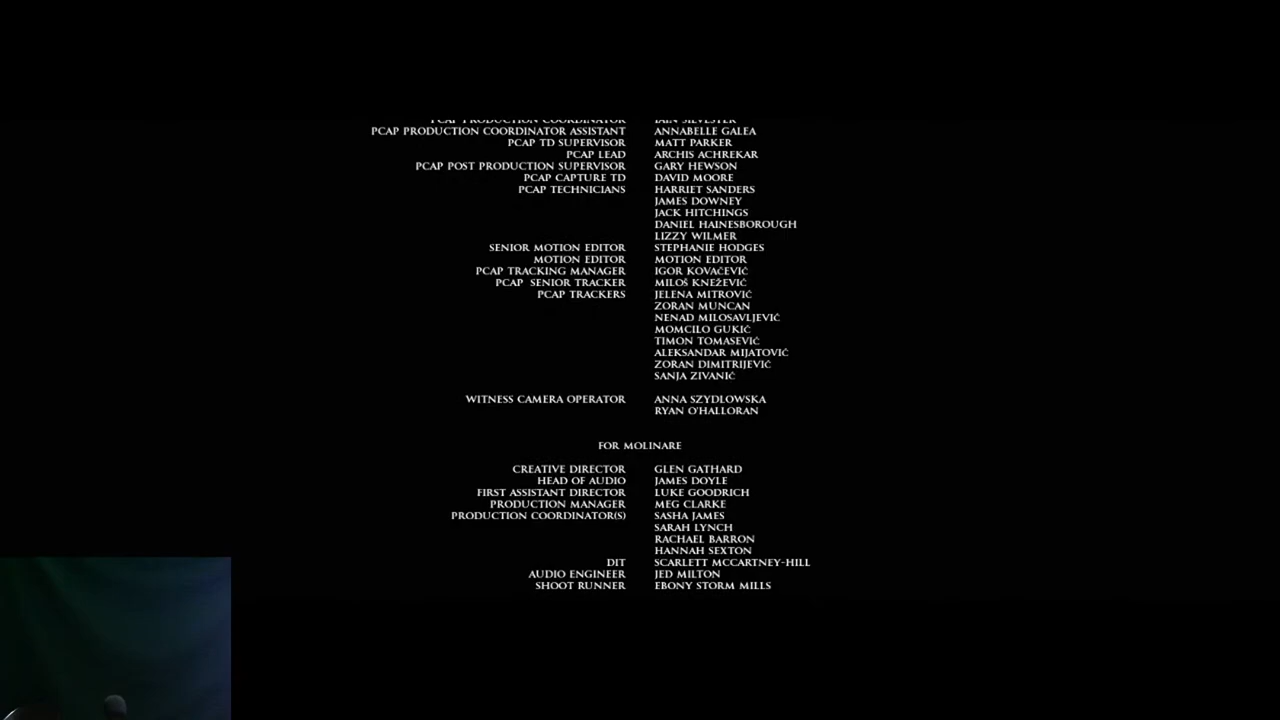 PCAP PRODUCTION COORDINATOR IAIN SILVESTER
PCAP PRODUCTION COORDINATOR ASSISTANT ANNABELLE GALEA
PCAP TD SUPERVISOR MATT PARKER
PCAP LEAD ARCHIS ACHREKAR
PCAP POST PRODUCTION SUPERVISOR GARY HEWSON
PCAP CAPTURE TD DAVID MOORE
PCAP TECHNICIANS HARRIET SANDERS
JAMES DOWNEY
JACK HITCHINGS
DANIEL HAINESBOROUGH
LIZZY WILMER
SENIOR MOTION EDITOR STEPHANIE HODGES
MOTION EDITOR MOTION EDITOR
PCAP TRACKING MANAGER IGOR KOVAČEVIĆ
PCAP SENIOR TRACKER MILOŠ KNEŽEVIĆ
PCAP TRACKERS JELENA MITROVIĆ
ZORAN MUNCAN
NENAD MILOSAVLJEVIĆ
MOMCILO GUKIĆ
TIMON TOMASEVIĆ
ALEKSANDAR MIJATOVIĆ
ZORAN DIMITRIJEVIĆ
SANJA ZIVANIĆ
WITNESS CAMERA OPERATOR ANNA SZYDLOWSKA
RYAN O'HALLORAN
FOR MOLINARE
CREATIVE DIRECTOR GLEN GATHARD
HEAD OF AUDIO JAMES DOYLE
FIRST ASSISTANT DIRECTOR LUKE GOODRICH
PRODUCTION MANAGER MEG CLARKE
PRODUCTION COORDINATOR(S) SASHA JAMES
SARAH LYNCH
RACHAEL BARRON
HANNAH SEXTON
DIT SCARLETT MCCARTNEY-HILL
AUDIO ENGINEER JED MILTON
SHOOT RUNNER EBONY STORM MILLS